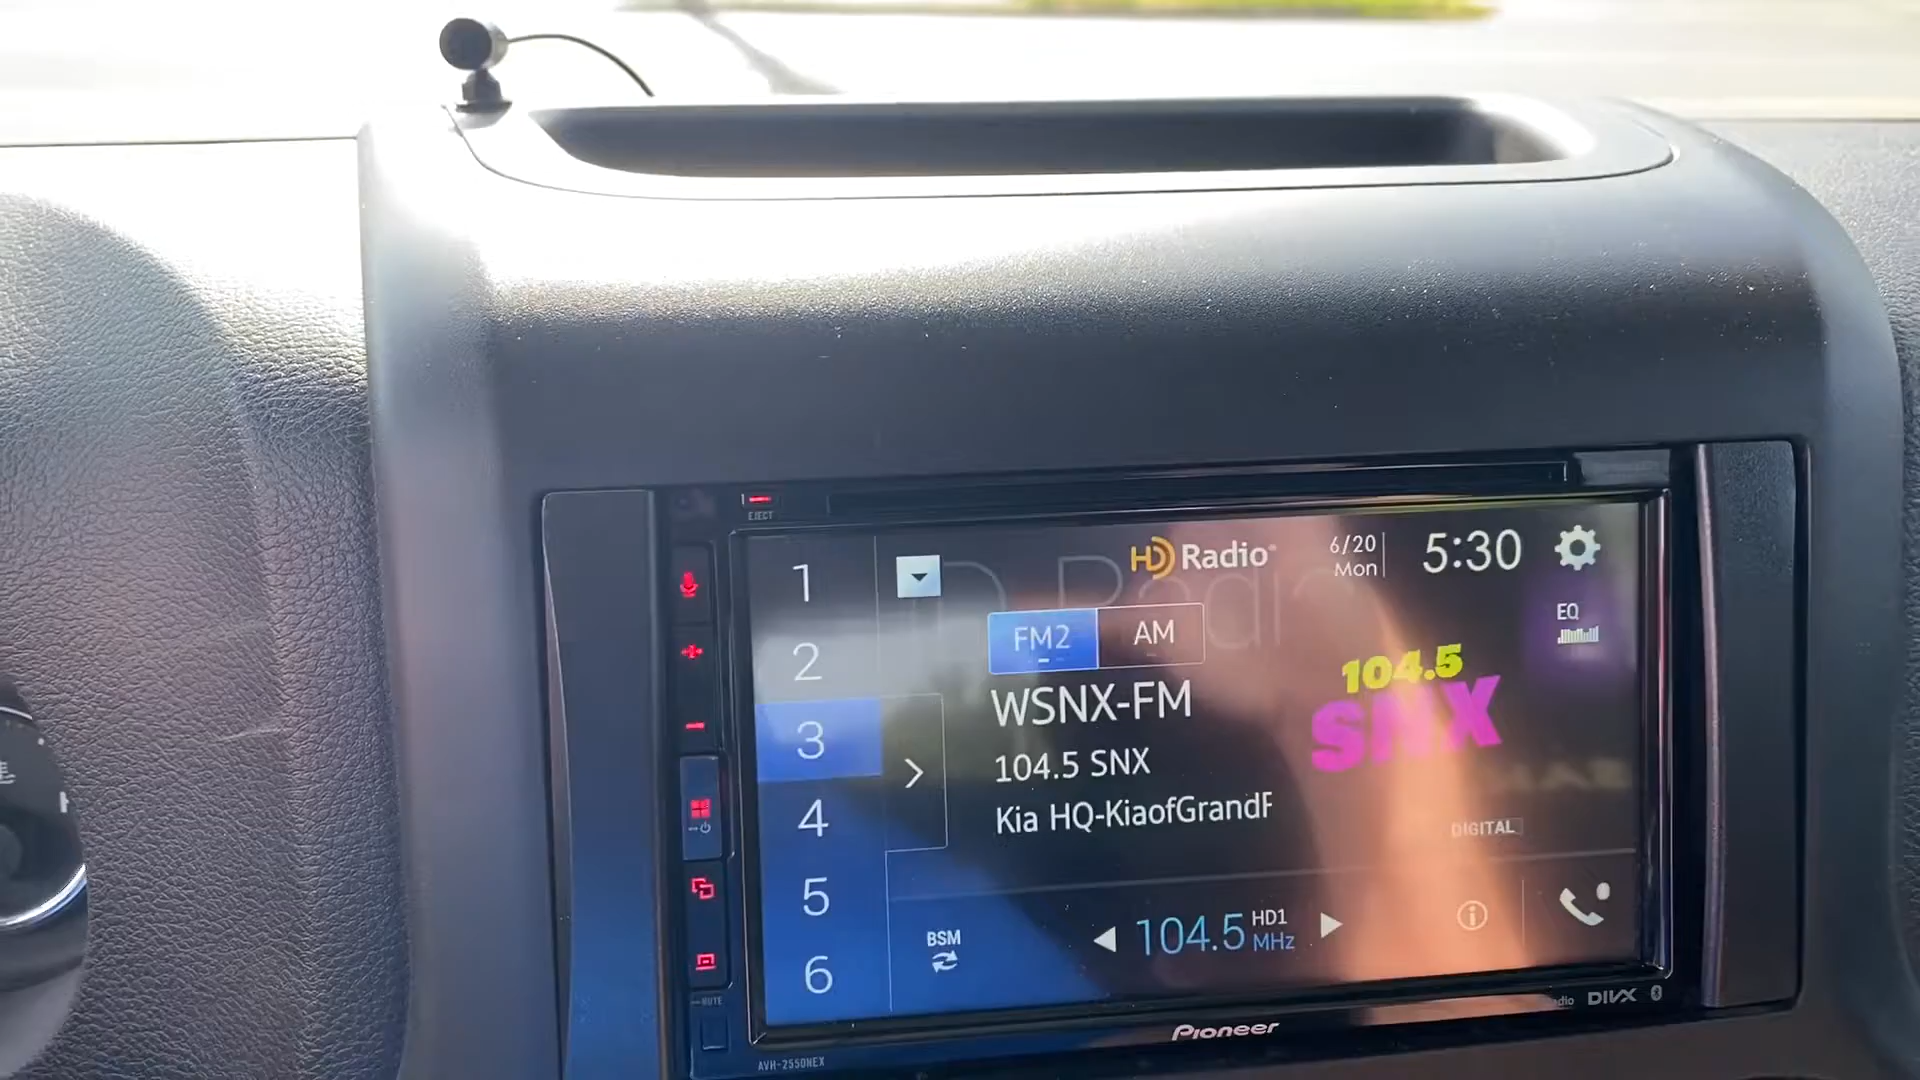 EJECT
HD Radio
6/20
Mon
5:30
EQ
1
2
3
4
5
6
FM2
AM
WSNX-FM
104.5 SNX
Kia HQ-KiaofGrandF
104.5
SNX
DIGITAL
BSM
104.5 HD1
MHz
MUTE
DIVX
Pioneer
AVH-2550NEX